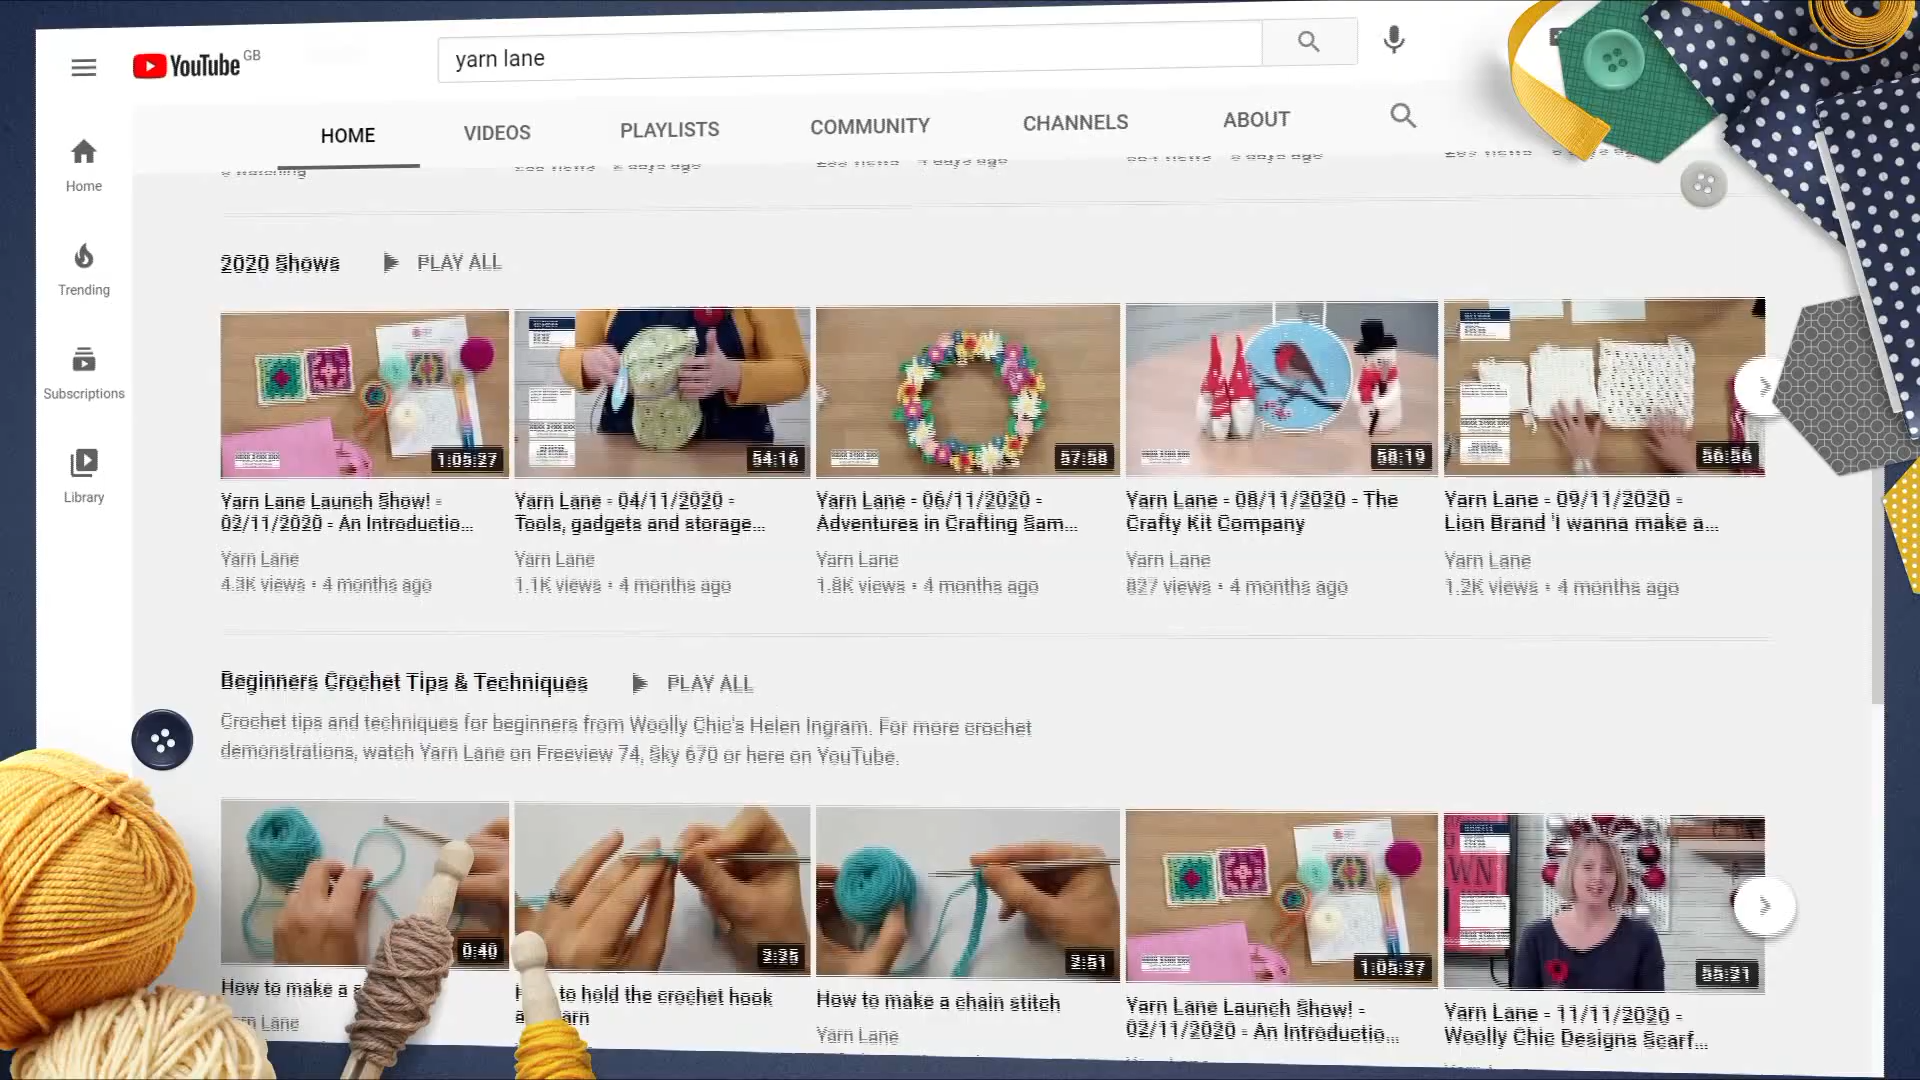 YouTube GB
yarn lane
HOME VIDEOS PLAYLISTS COMMUNITY CHANNELS ABOUT
Home
Trending
Subscriptions
Library
2020 Shows PLAY ALL
1:05:27 54:16 57:58 58:19 56:56
Yarn Lane Launch Show! -
02/11/2020 - An Introductio...
Yarn Lane
4.3K views • 4 months ago
Yarn Lane - 04/11/2020 -
Tools, gadgets and storage...
Yarn Lane
1.1K views • 4 months ago
Yarn Lane - 06/11/2020 -
Adventures in Crafting Sam...
Yarn Lane
1.8K views • 4 months ago
Yarn Lane - 08/11/2020 - The
Crafty Kit Company
Yarn Lane
827 views • 4 months ago
Yarn Lane - 09/11/2020 -
Lion Brand 'I wanna make a...
Yarn Lane
1.2K views • 4 months ago
Beginners Crochet Tips & Techniques PLAY ALL
Crochet tips and techniques for beginners from Woolly Chic's Helen Ingram. For more crochet
demonstrations, watch Yarn Lane on Freeview 74, Sky 670 or here on YouTube.
0:40 2:25 2:51 1:05:27 55:21
How to make a
Lane
to hold the crochet hook
How to make a chain stitch
Yarn Lane
Yarn Lane Launch Show! -
02/11/2020 - An Introductio...
Yarn Lane - 11/11/2020 -
Woolly Chic Designs Scarf...